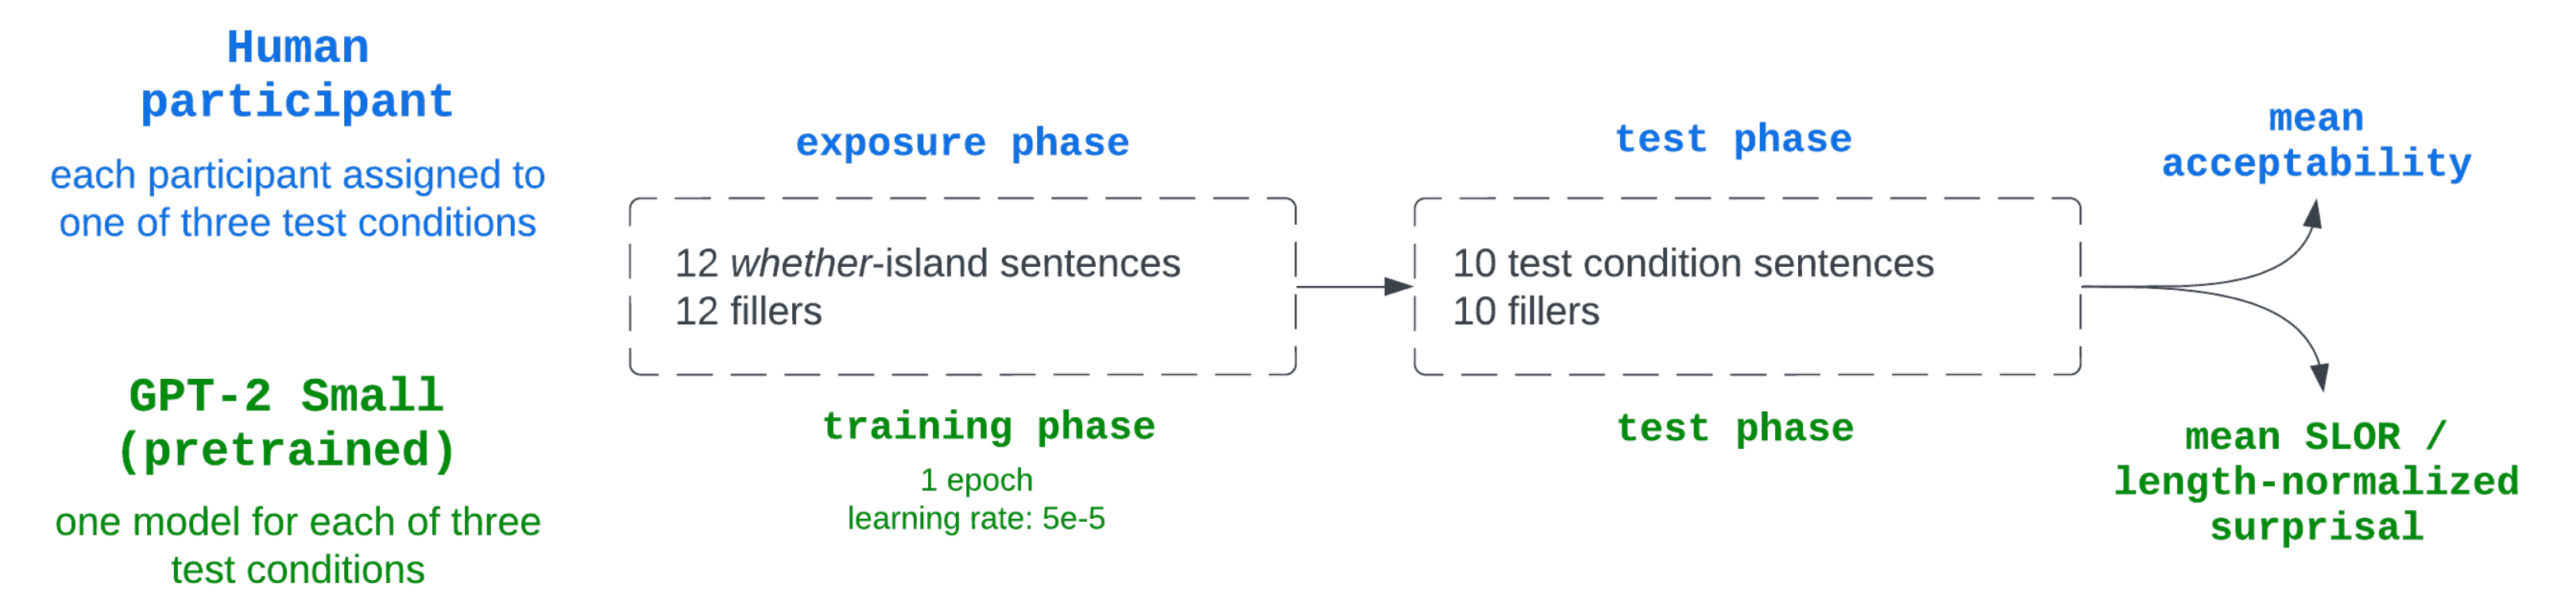 Human
participant
each participant assigned to
one of three test conditions
GPT-2 Small
(pretrained)
one model for each of three
test conditions
exposure phase
12 whether-island sentences
12 fillers
training phase
1 epoch
learning rate: 5e-5
test phase
10 test condition sentences
10 fillers
test phase
mean
acceptability
mean SLOR /
length-normalized
surprisal